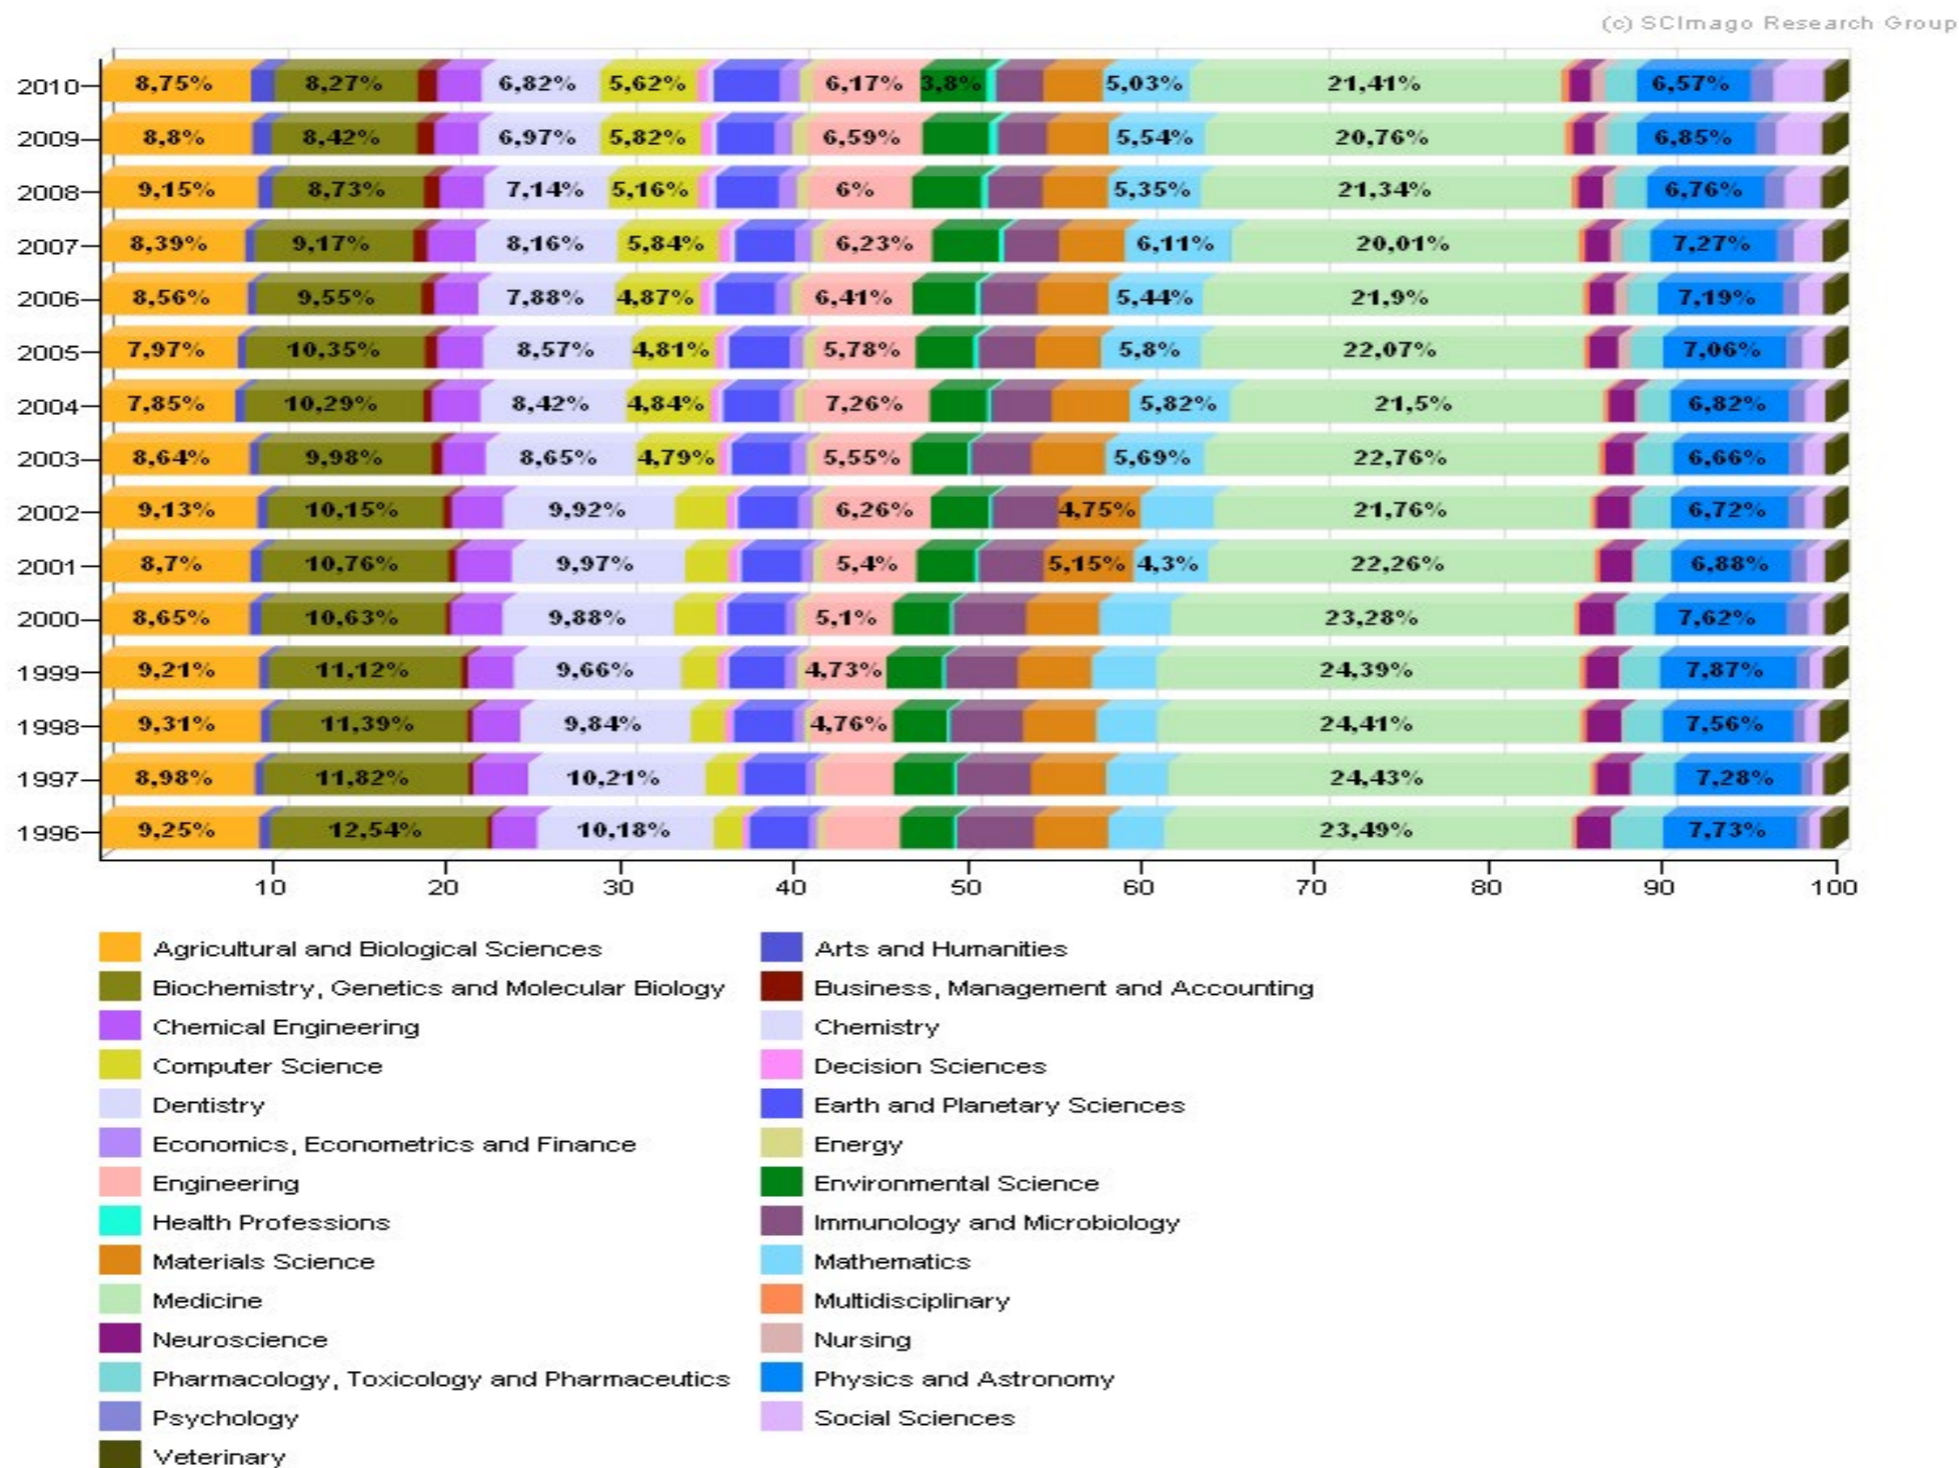 (c) SCImago Research Group
2010 8,75% 8,27% 6,82% 5,62% 6,17% 3,8% 5,03% 21,41% 6,57%
2009 8,8% 8,42% 6,97% 5,82% 6,59% 5,54% 20,76% 6,85%
2008 9,15% 8,73% 7,14% 5,16% 6% 5,35% 21,34% 6,76%
2007 8,39% 9,17% 8,16% 5,84% 6,23% 6,11% 20,01% 7,27%
2006 8,56% 9,55% 7,88% 4,87% 6,41% 5,44% 21,9% 7,19%
2005 7,97% 10,35% 8,57% 4,81% 5,78% 5,8% 22,07% 7,06%
2004 7,85% 10,29% 8,42% 4,84% 7,26% 5,82% 21,5% 6,82%
2003 8,64% 9,98% 8,65% 4,79% 5,55% 5,69% 22,76% 6,66%
2002 9,13% 10,15% 9,92% 6,26% 4,75% 21,76% 6,72%
2001 8,7% 10,76% 9,97% 5,4% 5,15% 4,3% 22,26% 6,88%
2000 8,65% 10,63% 9,88% 5,1% 23,28% 7,62%
1999 9,21% 11,12% 9,66% 4,73% 24,39% 7,87%
1998 9,31% 11,39% 9,84% 4,76% 24,41% 7,56%
1997 8,98% 11,82% 10,21% 24,43% 7,28%
1996 9,25% 12,54% 10,18% 23,49% 7,73%
10 20 30 40 50 60 70 80 90 100
Agricultural and Biological Sciences Arts and Humanities
Biochemistry, Genetics and Molecular Biology Business, Management and Accounting
Chemical Engineering Chemistry
Computer Science Decision Sciences
Dentistry Earth and Planetary Sciences
Economics, Econometrics and Finance Energy
Engineering Environmental Science
Health Professions Immunology and Microbiology
Materials Science Mathematics
Medicine Multidisciplinary
Neuroscience Nursing
Pharmacology, Toxicology and Pharmaceutics Physics and Astronomy
Psychology Social Sciences
Veterinary